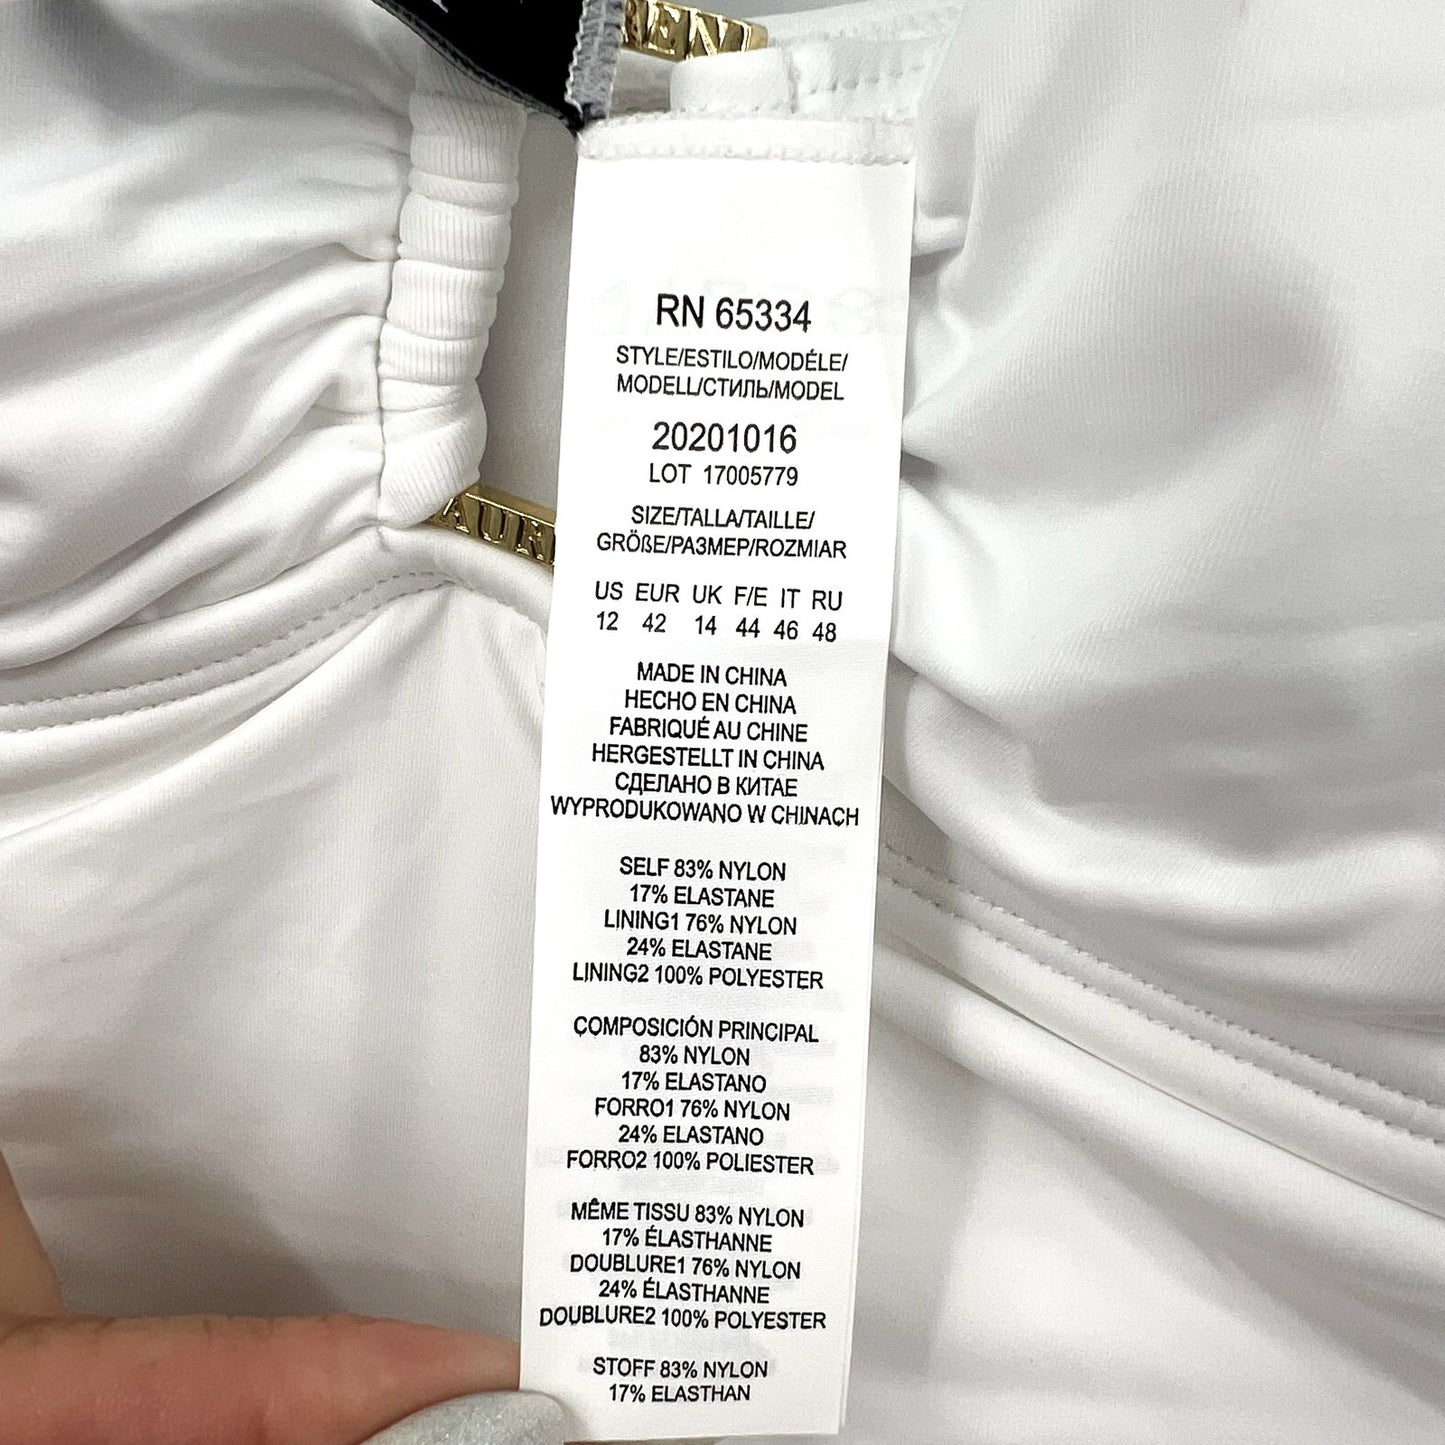 REN
RN 65334
STYLE/ESTILO/MODÉLE/
MODELL/СТИЛЬ/MODEL
20201016
LOT 17005779
AUR
SIZE/TALLA/TAILLE/
GRÖßE/РАЗМЕР/ROZMIAR
US EUR UK F/E IT RU
12 42 14 44 46 48
MADE IN CHINA
HECHO EN CHINA
FABRIQUÉ AU CHINE
HERGESTELLT IN CHINA
СДЕЛАНО В КИТАЕ
WYPRODUKOWANO W CHINACH
SELF 83% NYLON
17% ELASTANE
LINING1 76% NYLON
24% ELASTANE
LINING2 100% POLYESTER
COMPOSICIÓN PRINCIPAL
83% NYLON
17% ELASTANO
FORRO1 76% NYLON
24% ELASTANO
FORRO2 100% POLIESTER
MÊME TISSU 83% NYLON
17% ÉLASTHANNE
DOUBLURE1 76% NYLON
24% ÉLASTHANNE
DOUBLURE2 100% POLYESTER
STOFF 83% NYLON
17% ELASTHAN